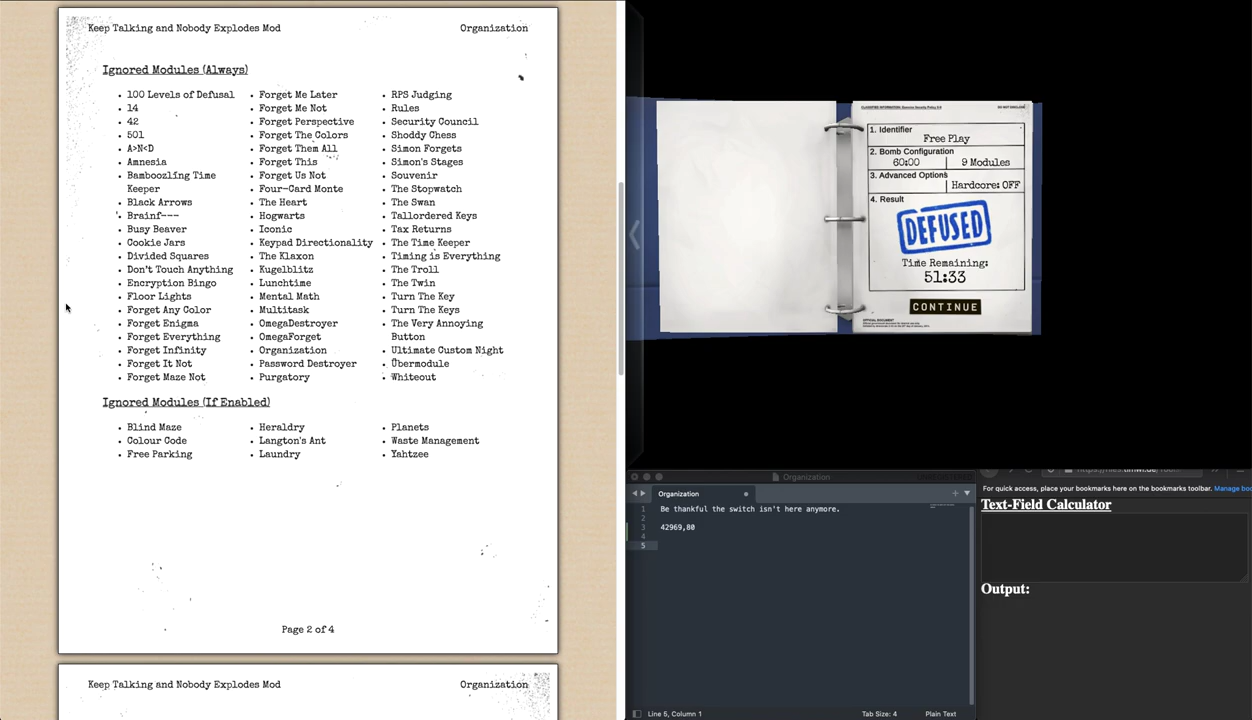 Keep Talking and Nobody Explodes Mod
Organization
Ignored Modules (Always)
100 Levels of Defusal
14
42
501
A>N<D
Amnesia
Bamboozling Time
Keeper
Black Arrows
Brainf---
Busy Beaver
Cookie Jars
Divided Squares
Don't Touch Anything
Encryption Bingo
Floor Lights
Forget Any Color
Forget Enigma
Forget Everything
Forget Infinity
Forget It Not
Forget Maze Not
Forget Me Later
Forget Me Not
Forget Perspective
Forget The Colors
Forget Them All
Forget This
Forget Us Not
Four-Card Monte
The Heart
Hogwarts
Iconic
Keypad Directionality
The Klaxon
Kugelblitz
Lunchtime
Mental Math
Multitask
OmegaDestroyer
OmegaForget
Organization
Password Destroyer
Purgatory
RPS Judging
Rules
Security Council
Shoddy Chess
Simon Forgets
Simon's Stages
Souvenir
The Stopwatch
The Swan
Tallordered Keys
Tax Returns
The Time Keeper
Timing is Everything
The Troll
The Twin
Turn The Key
Turn The Keys
The Very Annoying
Button
Ultimate Custom Night
Übermodule
Whiteout
Ignored Modules (If Enabled)
Blind Maze
Colour Code
Free Parking
Heraldry
Langton's Ant
Laundry
Planets
Waste Management
Yahtzee
Page 2 of 4
Keep Talking and Nobody Explodes Mod
Organization
1. Identifier
Free Play
2. Bomb Configuration
60:00
9 Modules
3. Advanced Options
Hardcore: OFF
4. Result
DEFUSED
Time Remaining:
51:33
CONTINUE
Organization
Organization
1 Be thankful the switch isn't here anymore.
2
3 42969,80
4
5
Line 5, Column 1
Tab Size: 4
Plain Text
For quick access, place your bookmarks here on the bookmarks toolbar. Manage
Text-Field Calculator
Output: